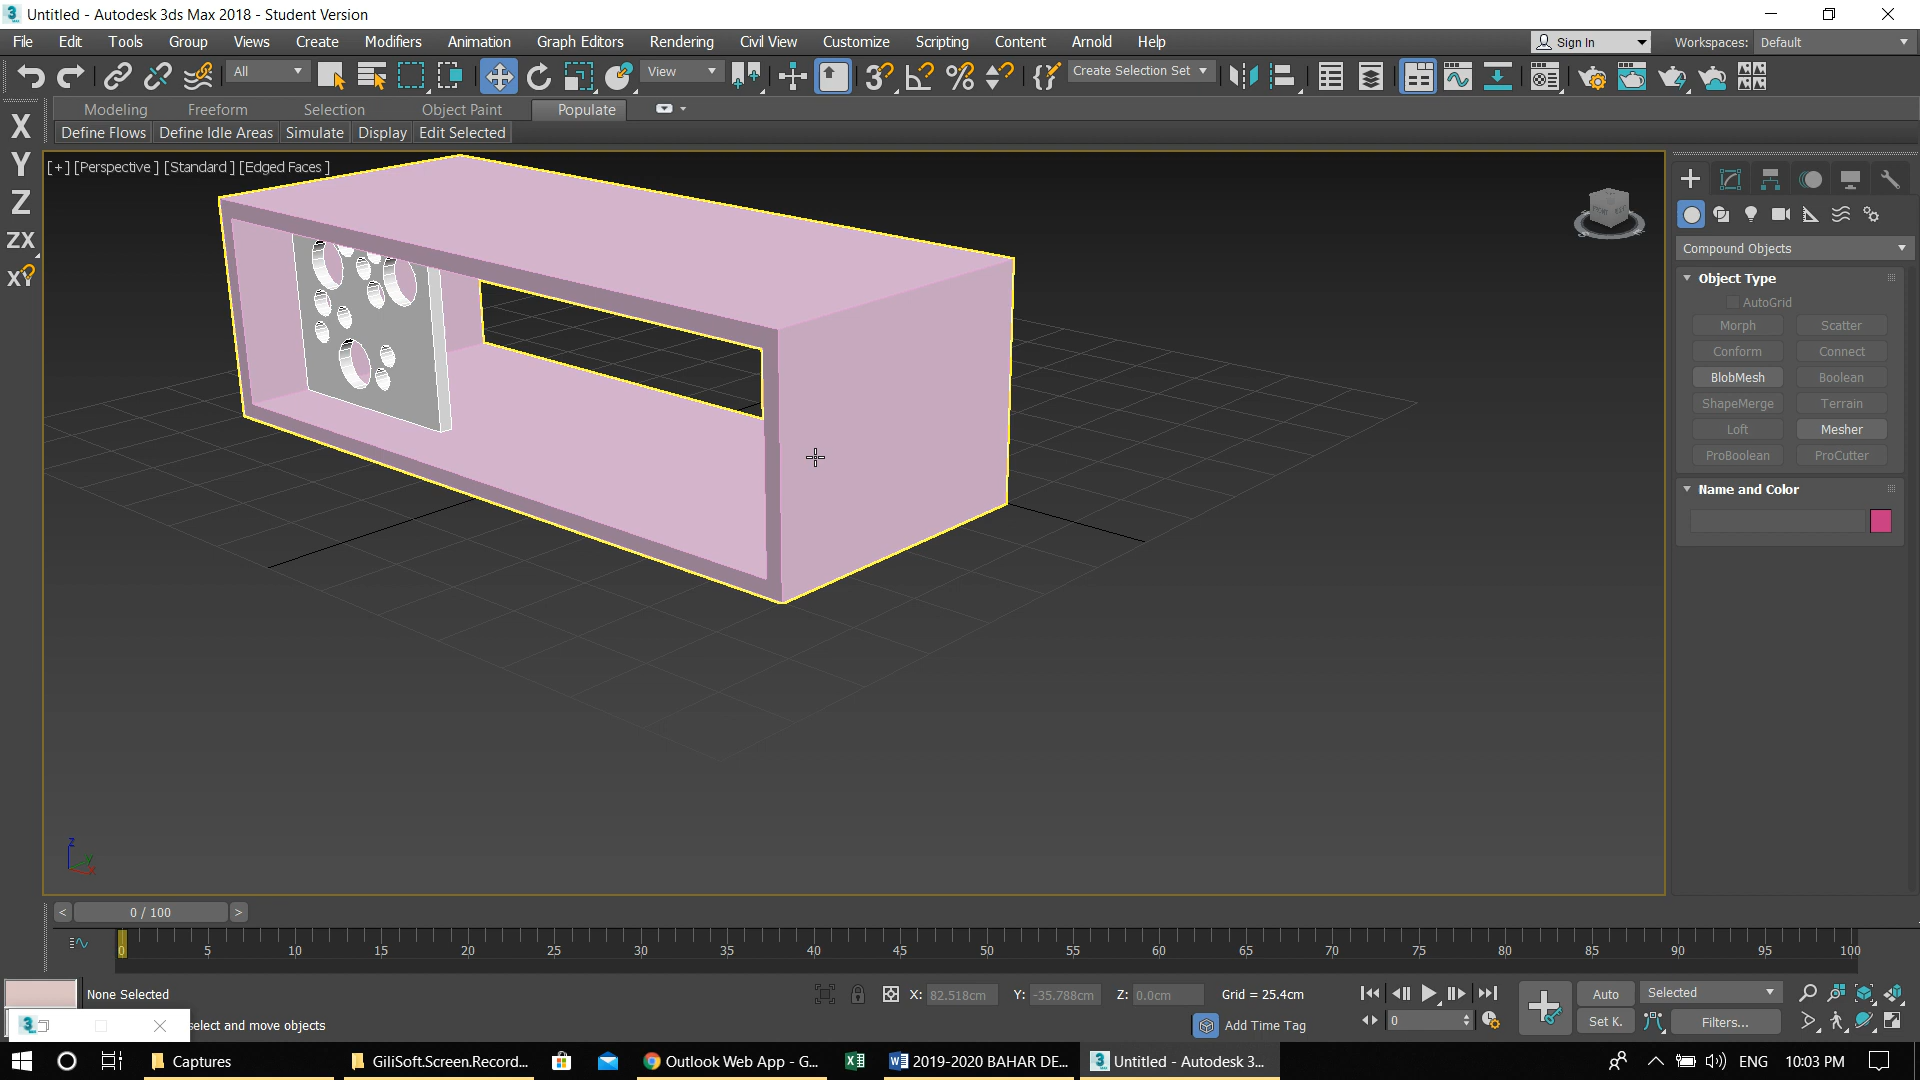 Untitled - Autodesk 3ds Max 2018 - Student Version
File Edit Tools Group Views Create Modifiers Animation Graph Editors Rendering Civil View Customize Scripting Content Arnold Help Sign In Workspaces: Default
All View Create Selection Set
Modeling Freeform Selection Object Paint Populate
Define Flows Define Idle Areas Simulate Display Edit Selected
X
Y
Z
ZX
XY
[+] [Perspective ] [Standard ] [Edged Faces ]
Compound Objects
Object Type
AutoGrid
Morph Scatter
Conform Connect
BlobMesh Boolean
ShapeMerge Terrain
Loft Mesher
ProBoolean ProCutter
Name and Color
z
y
x
< 0 / 100 >
0 5 10 15 20 25 30 35 40 45 50 55 60 65 70 75 80 85 90 95 100
None Selected X: 82.518cm Y: -35.788cm Z: 0.0cm Grid = 25.4cm Auto Selected
select and move objects Add Time Tag 0 Set K. Filters...
Captures GiliSoft.Screen.Record... Outlook Web App - G... 2019-2020 BAHAR DE... Untitled - Autodesk 3... ENG 10:03 PM